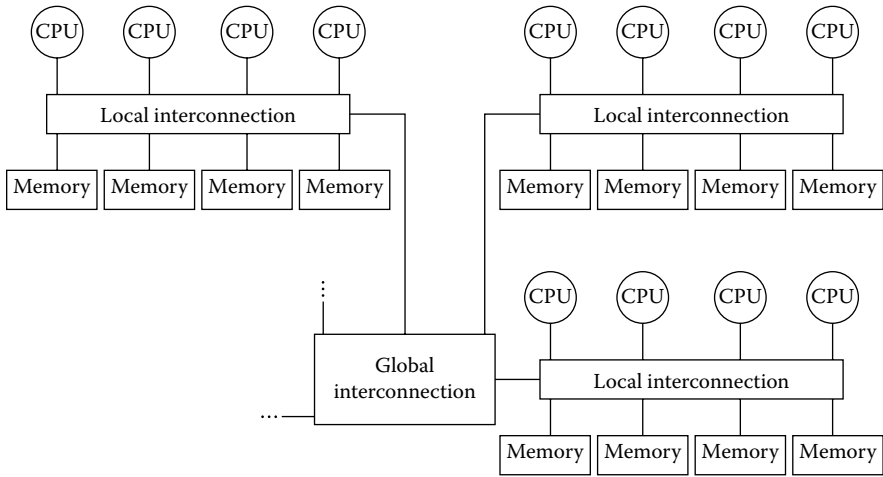 CPU CPU CPU CPU
Local interconnection
Memory Memory Memory Memory
CPU CPU CPU CPU
Local interconnection
Memory Memory Memory Memory
...
...
Global
interconnection
CPU CPU CPU CPU
Local interconnection
Memory Memory Memory Memory